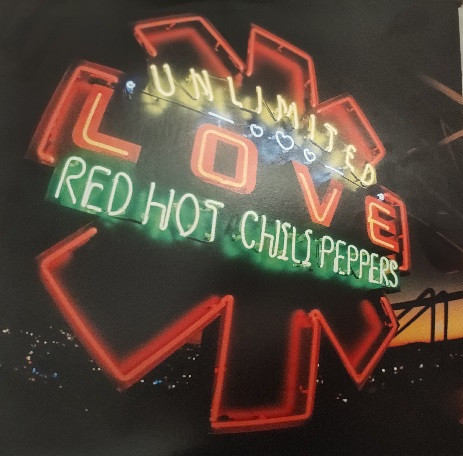 UNLIMITED
LOVE
RED HOT CHILI PEPPERS